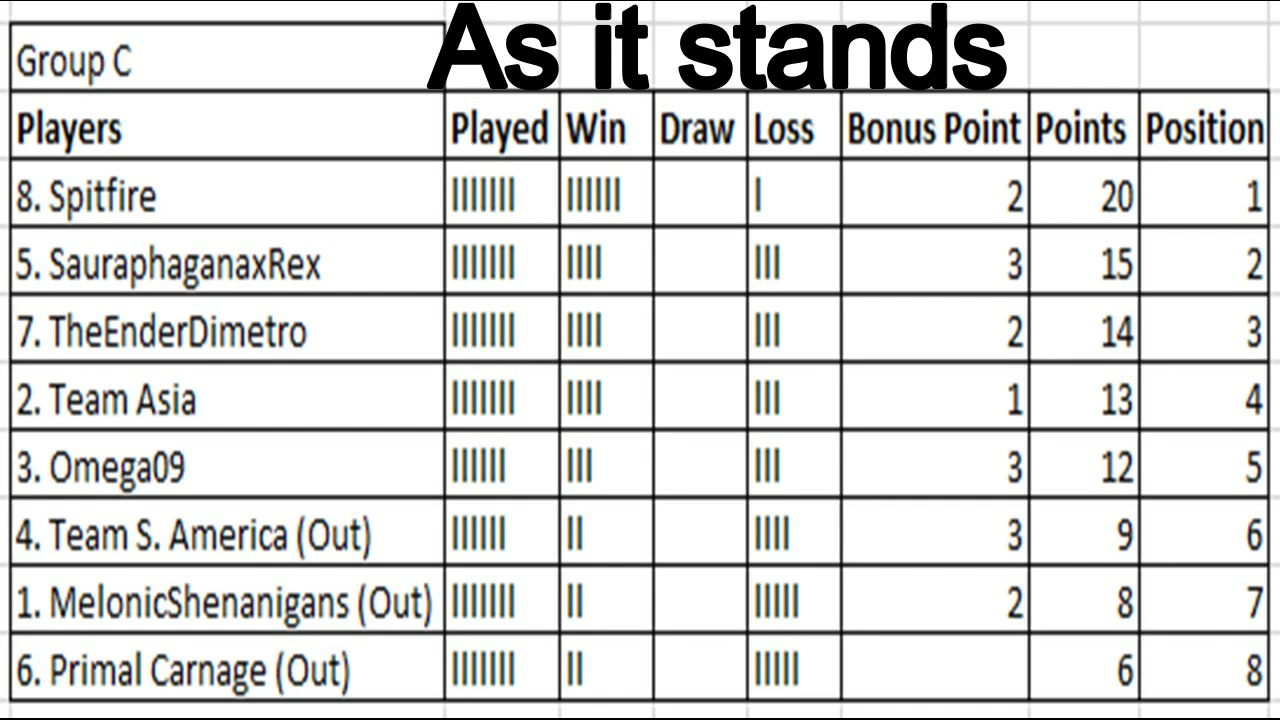 As it stands
Group C
Players Played Win Draw Loss Bonus Point Points Position
8. Spitfire IIIIIII IIIIII I 2 20 1
5. SauraphaganaxRex IIIIIII IIII III 3 15 2
7. TheEnderDimetro IIIIIII IIII III 2 14 3
2. Team Asia IIIIIII IIII III 1 13 4
3. Omega09 IIIIII III III 3 12 5
4. Team S. America (Out) IIIIII II IIII 3 9 6
1. MelonicShenanigans (Out) IIIIIII II IIIII 2 8 7
6. Primal Carnage (Out) IIIIIII II IIIII 6 8